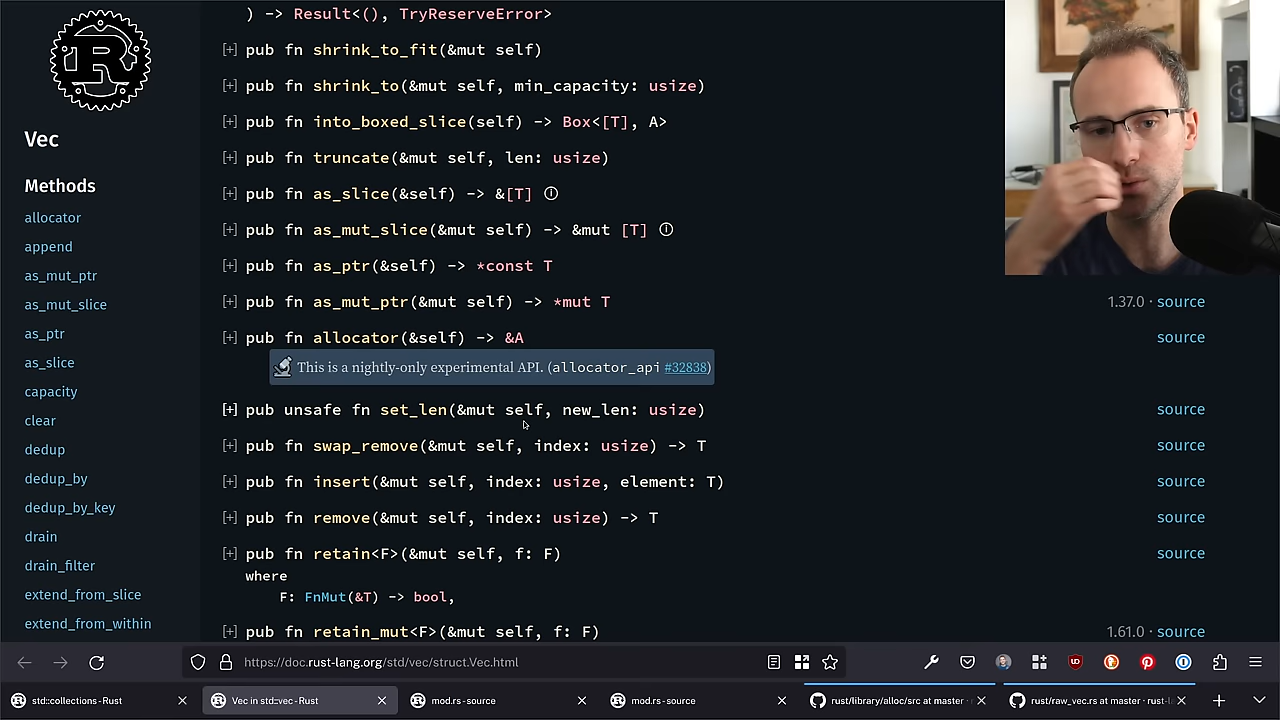 ) -> Result<(), TryReserveError>
[+] pub fn shrink_to_fit(&mut self)
[+] pub fn shrink_to(&mut self, min_capacity: usize)
[+] pub fn into_boxed_slice(self) -> Box<[T], A>
[+] pub fn truncate(&mut self, len: usize)
[+] pub fn as_slice(&self) -> &[T] ⓘ
[+] pub fn as_mut_slice(&mut self) -> &mut [T] ⓘ
[+] pub fn as_ptr(&self) -> *const T
[+] pub fn as_mut_ptr(&mut self) -> *mut T 1.37.0 · source
[+] pub fn allocator(&self) -> &A source
This is a nightly-only experimental API. (allocator_api #32838)
[+] pub unsafe fn set_len(&mut self, new_len: usize) source
[+] pub fn swap_remove(&mut self, index: usize) -> T source
[+] pub fn insert(&mut self, index: usize, element: T) source
[+] pub fn remove(&mut self, index: usize) -> T source
[+] pub fn retain<F>(&mut self, f: F) source
where
F: FnMut(&T) -> bool,
[+] pub fn retain_mut<F>(&mut self, f: F) 1.61.0 · source
R
Vec
Methods
allocator
append
as_mut_ptr
as_mut_slice
as_ptr
as_slice
capacity
clear
dedup
dedup_by
dedup_by_key
drain
drain_filter
extend_from_slice
extend_from_within
https://doc.rust-lang.org/std/vec/struct.Vec.html
std::collections - Rust
Vec in std::vec - Rust
mod.rs - source
mod.rs - source
rust/library/alloc/src at master ·
rust/raw_vec.rs at master · rust-l